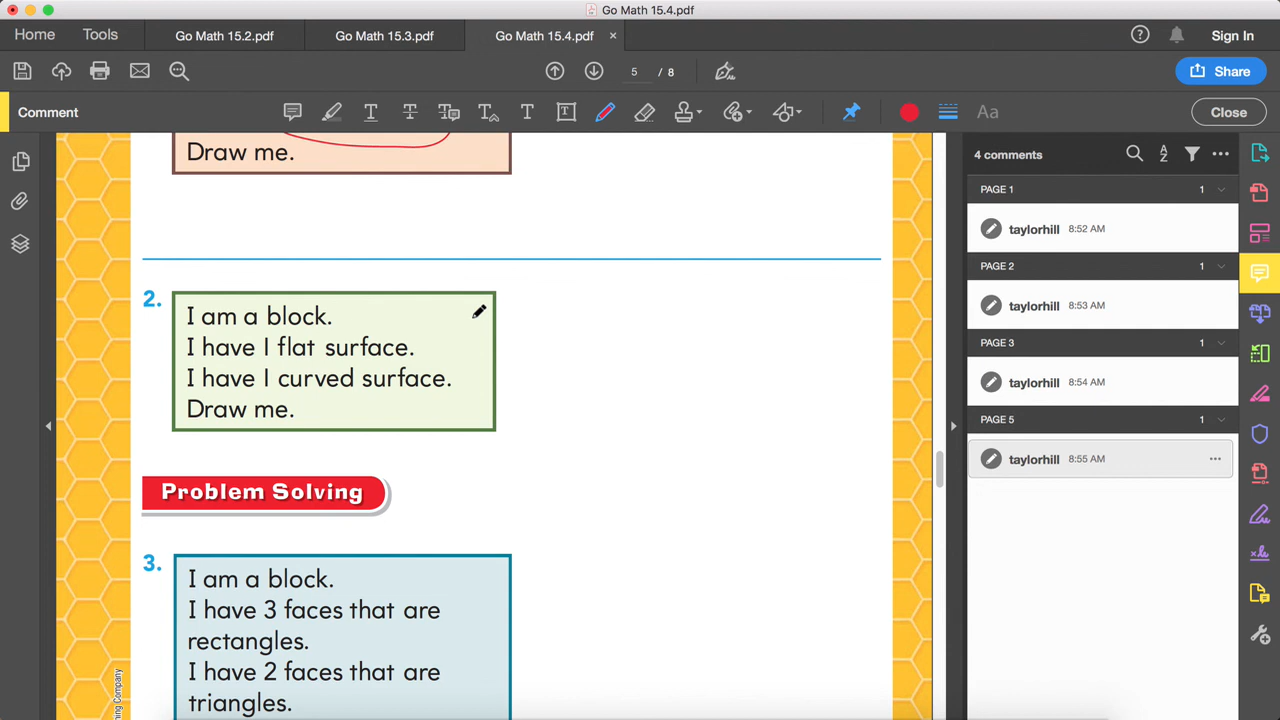 Go Math 15.4.pdf
Home Tools Go Math 15.2.pdf Go Math 15.3.pdf Go Math 15.4.pdf × Sign In
5 / 8 Share
Comment Aa Close
Draw me.
2.
I am a block.
I have 1 flat surface.
I have 1 curved surface.
Draw me.
Problem Solving
3.
I am a block.
I have 3 faces that are
rectangles.
I have 2 faces that are
triangles.
4 comments
PAGE 1 1
taylorhill 8:52 AM
PAGE 2 1
taylorhill 8:53 AM
PAGE 3 1
taylorhill 8:54 AM
PAGE 5 1
taylorhill 8:55 AM